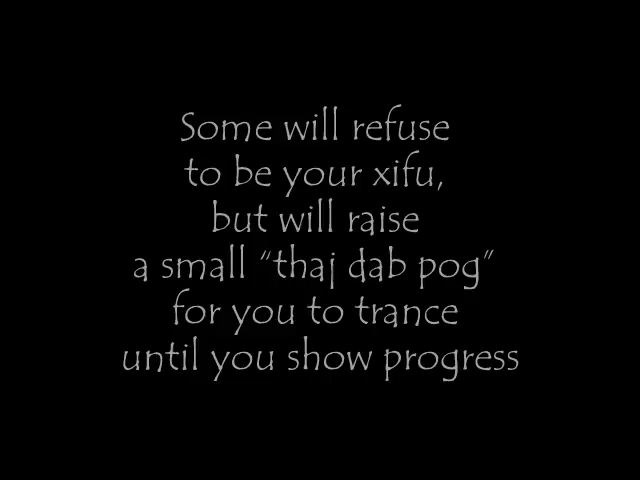 Some will refuse
to be your xifu,
but will raise
a small “thaj dab pog”
for you to trance
until you show progress